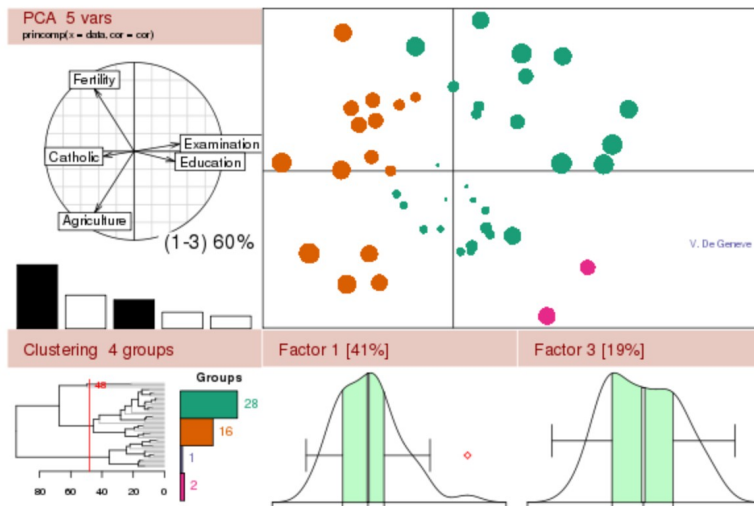 PCA 5 vars
princomp(x = data, cor = cor)
Fertility
Examination
Catholic
Education
Agriculture
(1-3) 60%
V. De Geneve
Clustering 4 groups
Factor 1 [41%]
Factor 3 [19%]
48
Groups
28
16
1
2
80 60 40 20 0